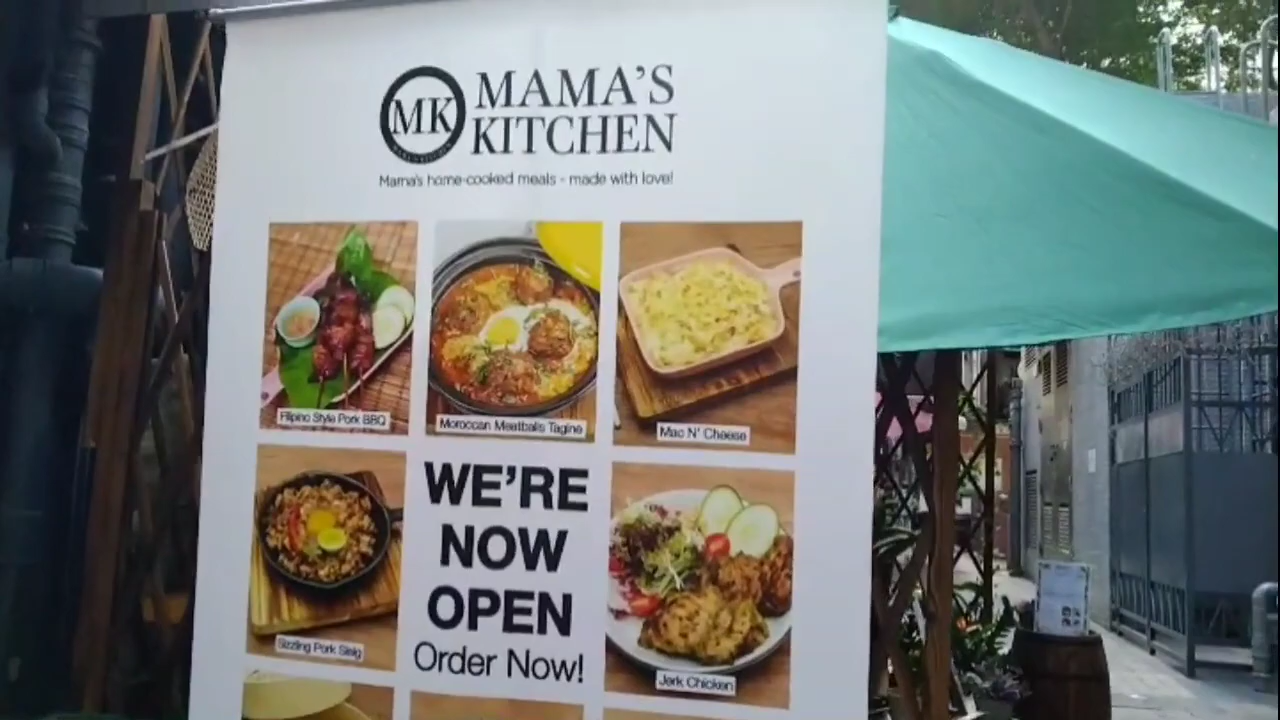 MK
MAMA'S
KITCHEN
Mama's home-cooked meals - made with love!
Filipino Style Pork BBQ
Moroccan Meatballs Tagine
Mac N' Cheese
WE'RE
NOW
OPEN
Order Now!
Sizzling Pork Sisig
Jerk Chicken